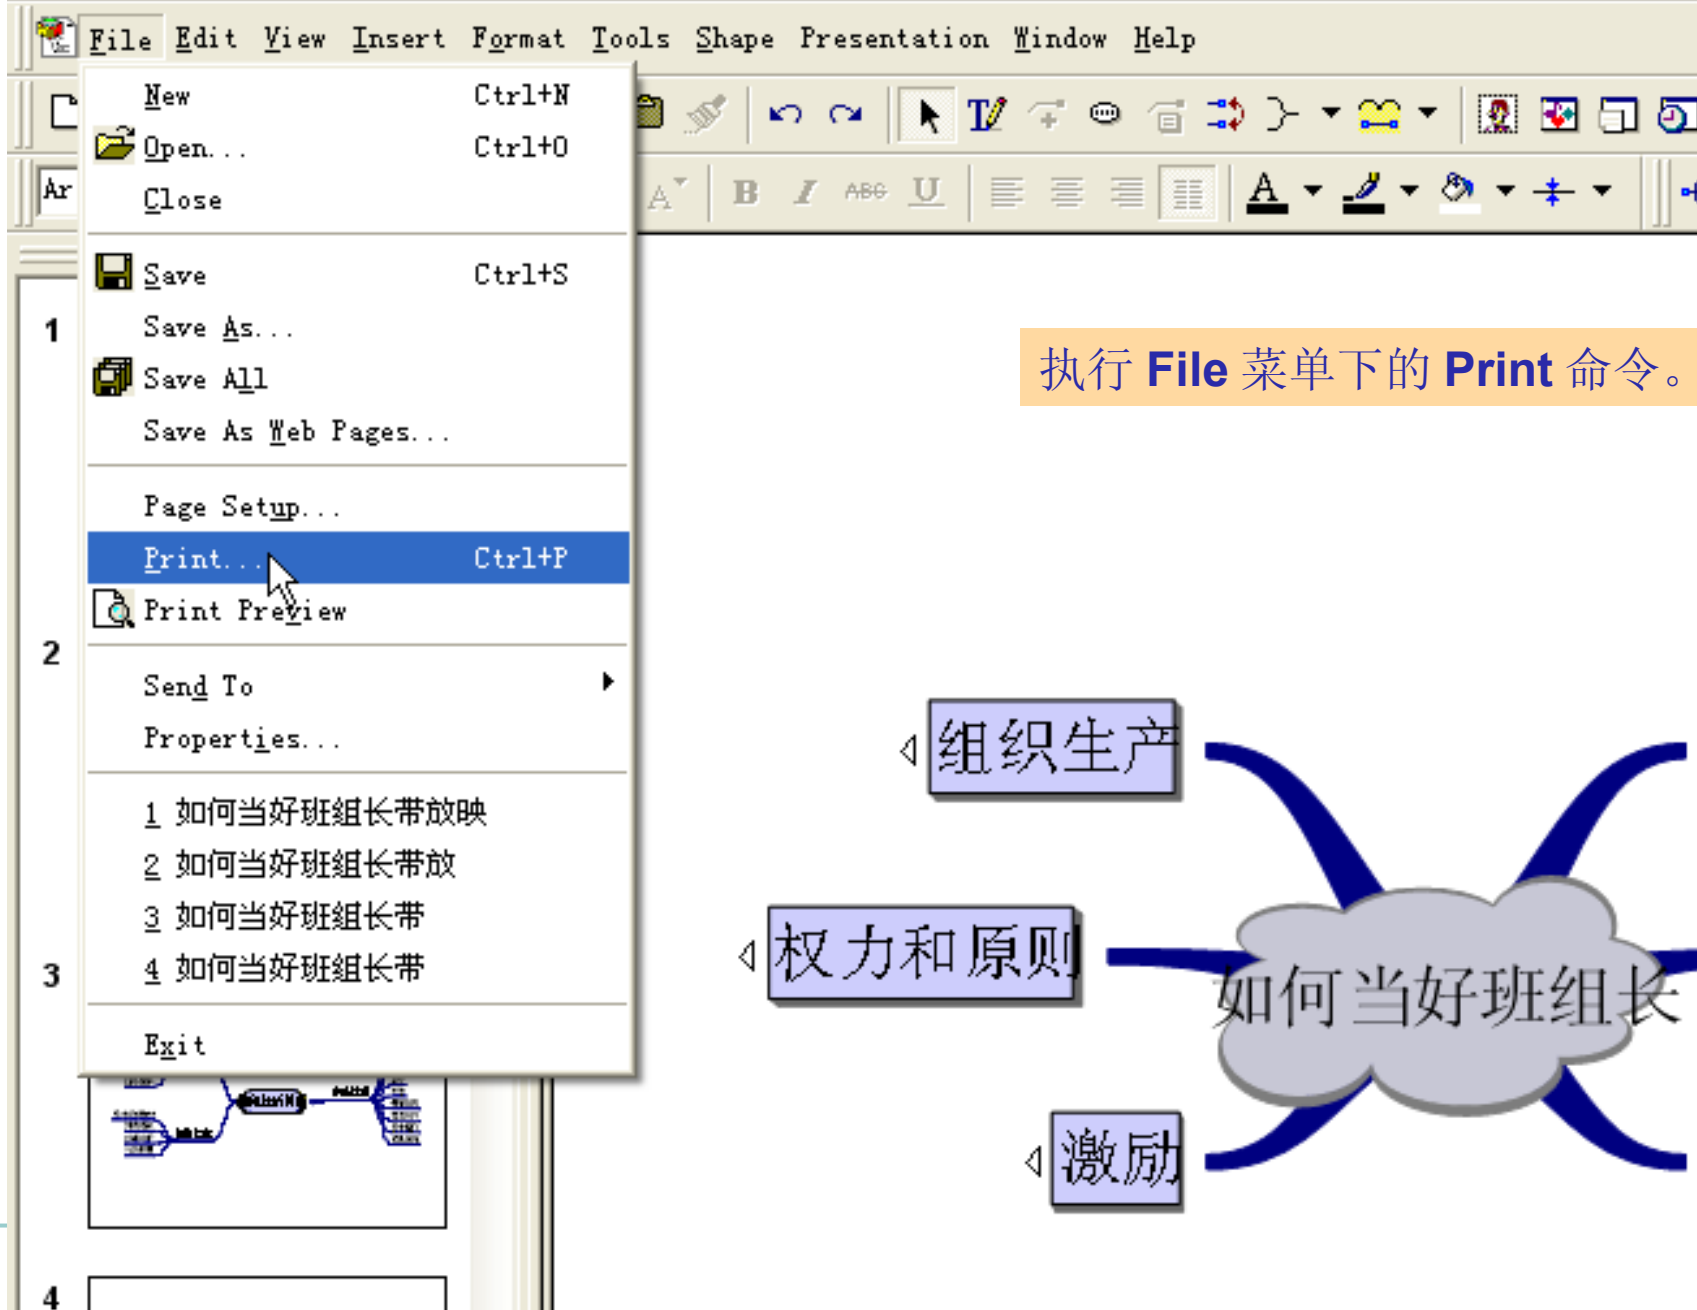 File Edit View Insert Format Tools Shape Presentation Window Help
New Ctrl+N
Open... Ctrl+O
Close
Save Ctrl+S
Save As...
Save All
Save As Web Pages...
Page Setup...
Print... Ctrl+P
Print Preview
Send To
Properties...
1 如何当好班组长带放映
2 如何当好班组长带放
3 如何当好班组长带
4 如何当好班组长带
Exit
Ar
A B I ABC U A
1
2
3
4
执行 File 菜单下的 Print 命令。
组织生产
权力和原则
如何当好班组长
激励